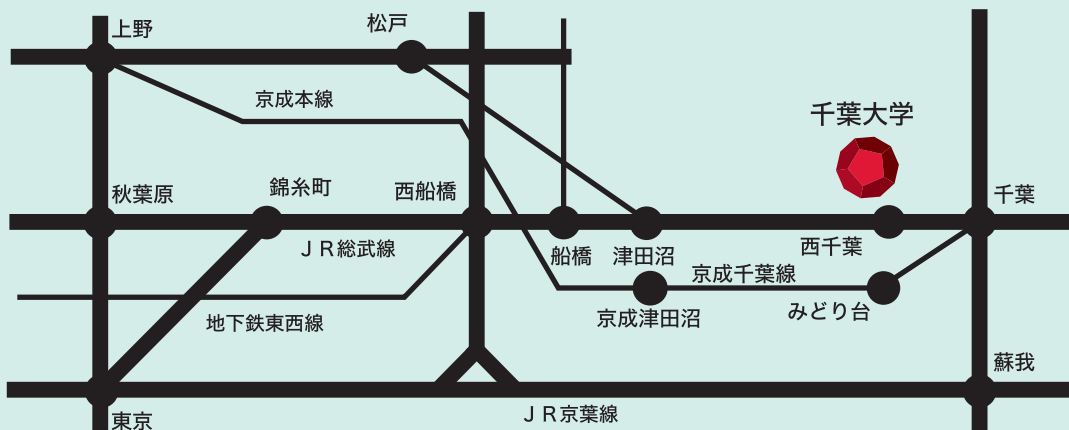 上野
松戸
京成本線
千葉大学
秋葉原
錦糸町
西船橋
千葉
ＪＲ総武線
船橋
津田沼
西千葉
京成千葉線
地下鉄東西線
京成津田沼
みどり台
蘇我
東京
ＪＲ京葉線